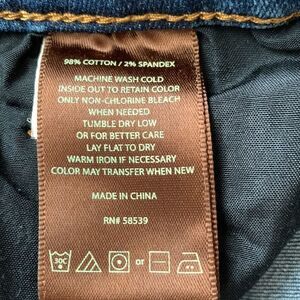 98% COTTON / 2% SPANDEX
MACHINE WASH COLD
INSIDE OUT TO RETAIN COLOR
ONLY NON-CHLORINE BLEACH
WHEN NEEDED
TUMBLE DRY LOW
OR FOR BETTER CARE
LAY FLAT TO DRY
WARM IRON IF NECESSARY
COLOR MAY TRANSFER WHEN NEW
MADE IN CHINA
RN# 58539
30C or